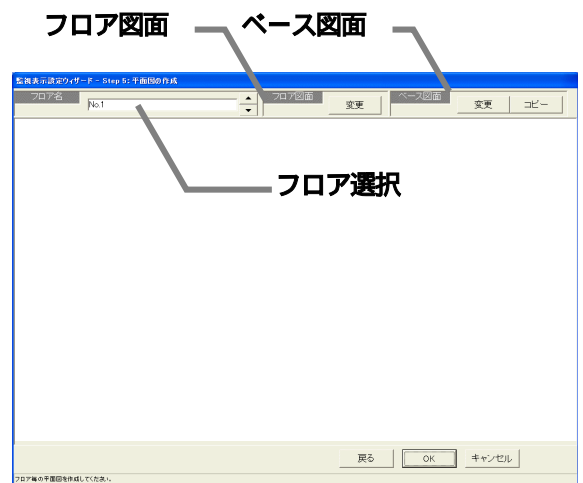 フロア図面 ベース図面
監視表示設定ウィザード - Step 5: 平面図の作成
フロア名 No.1 フロア図面 変更 ベース図面 変更 コピー
フロア選択
戻る OK キャンセル
フロア毎の平面図を作成してください。